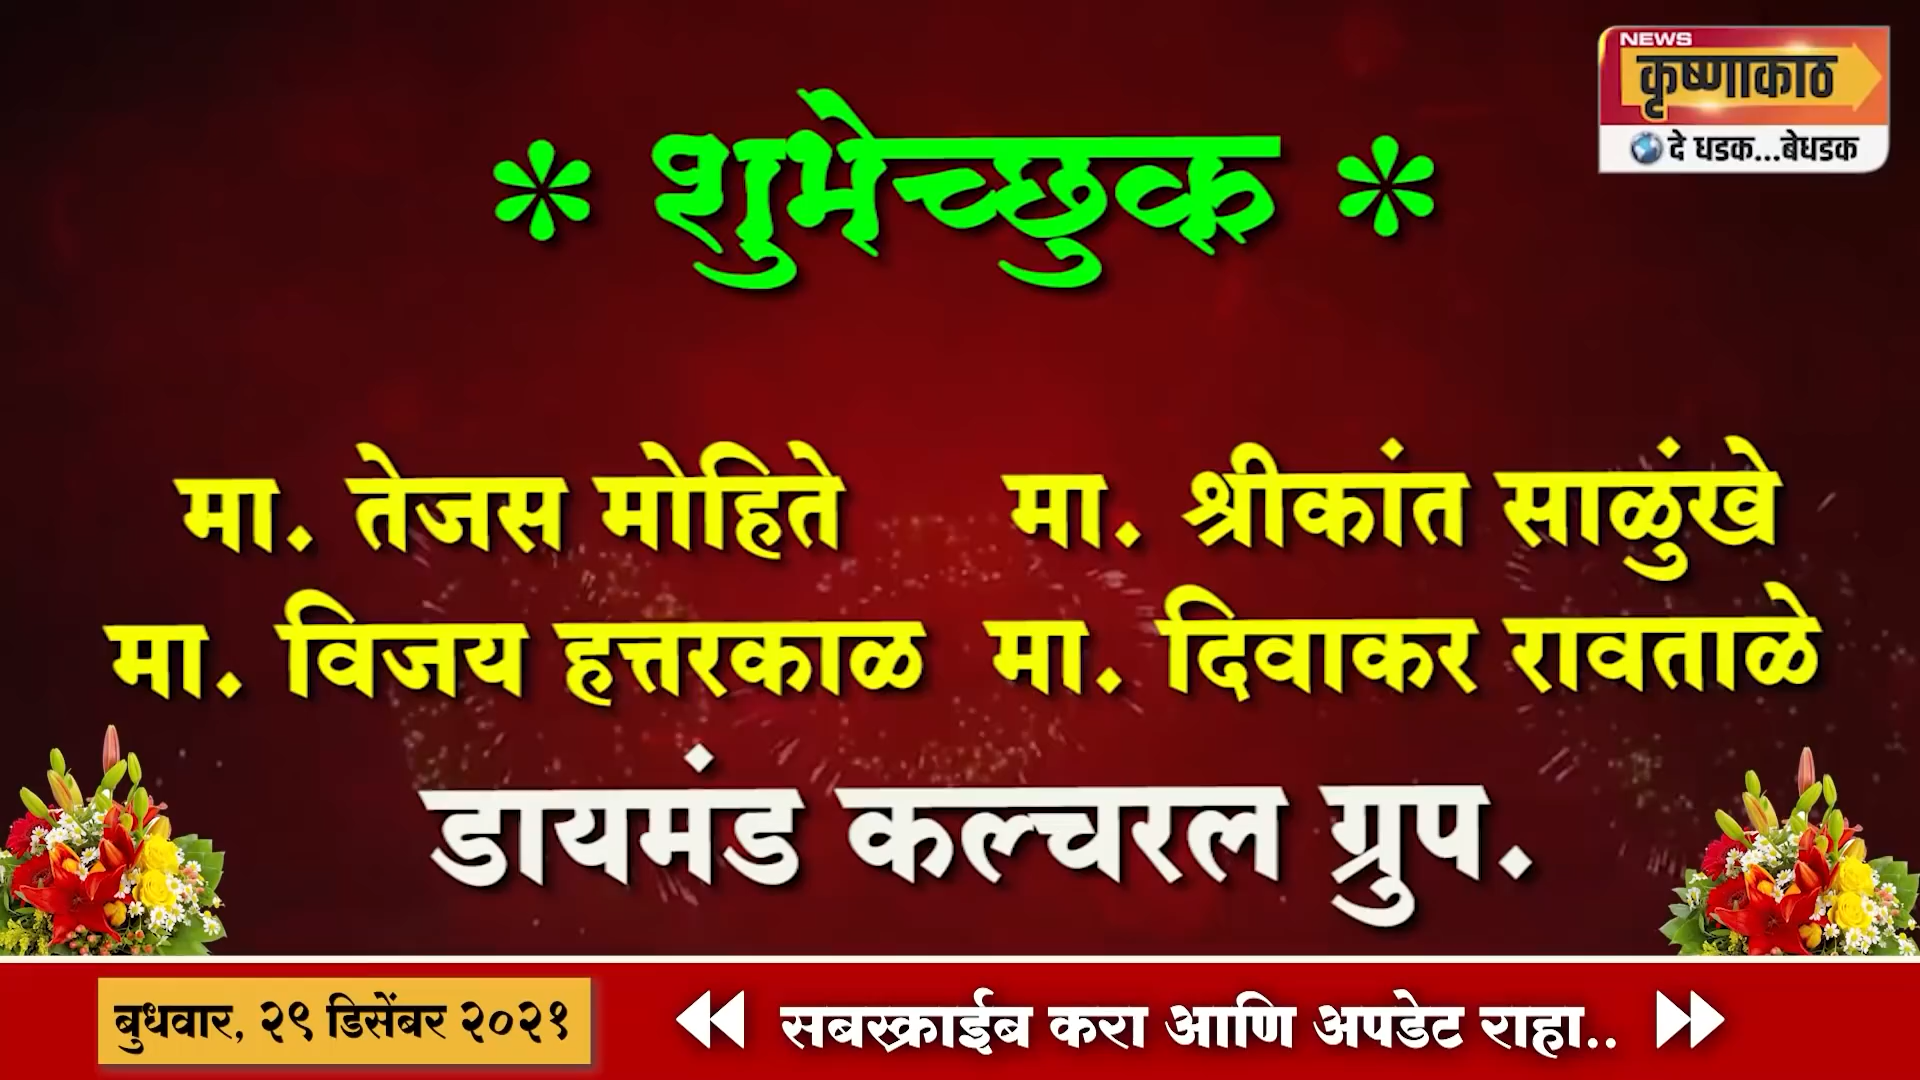 NEWS
कृष्णाकाठ
दे धडक...बेधडक
* शुभेच्छुक *
मा. तेजस मोहिते मा. श्रीकांत साळुंखे
मा. विजय हत्तरकाळ मा. दिवाकर रावताळे
डायमंड कल्चरल ग्रुप.
बुधवार, २९ डिसेंबर २०२१
सबस्क्राईब करा आणि अपडेट राहा..